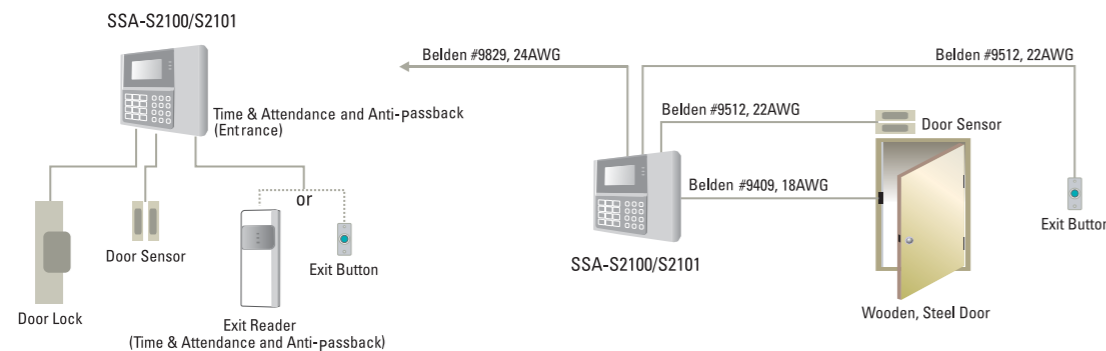 SSA-S2100/S2101
Time & Attendance and Anti-passback
(Entrance)
or
Door Sensor
Exit Button
Door Lock
Exit Reader
(Time & Attendance and Anti-passback)
Belden #9829, 24AWG
Belden #9512, 22AWG
Belden #9512, 22AWG
Door Sensor
Belden #9409, 18AWG
Exit Button
SSA-S2100/S2101
Wooden, Steel Door